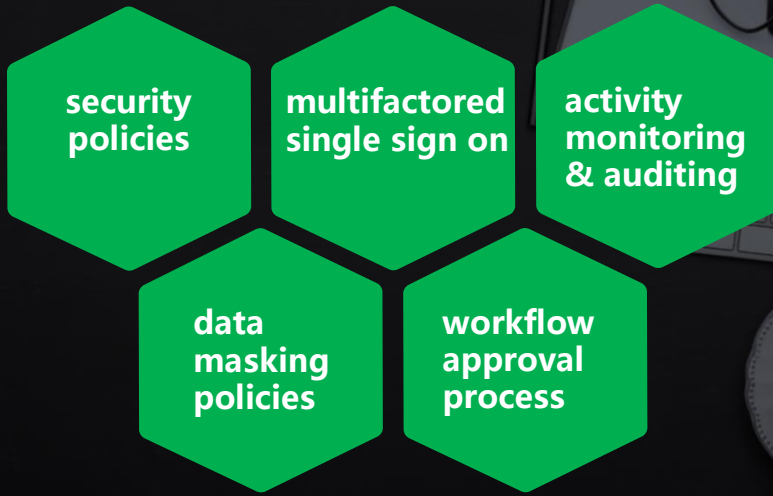 security
policies
multifactored
single sign on
activity
monitoring
& auditing
data
masking
policies
workflow
approval
process